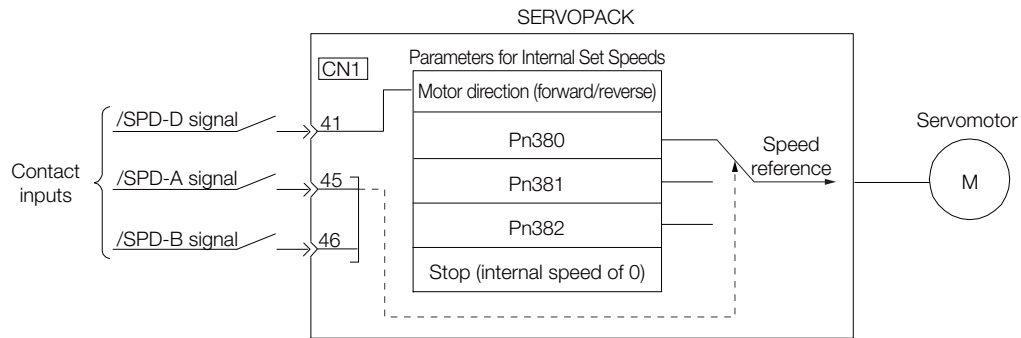 SERVOPACK
CN1
Parameters for Internal Set Speeds
Motor direction (forward/reverse)
/SPD-D signal
41
Pn380
Servomotor
Speed
reference
Contact
inputs
/SPD-A signal
45
Pn381
M
/SPD-B signal
46
Pn382
Stop (internal speed of 0)